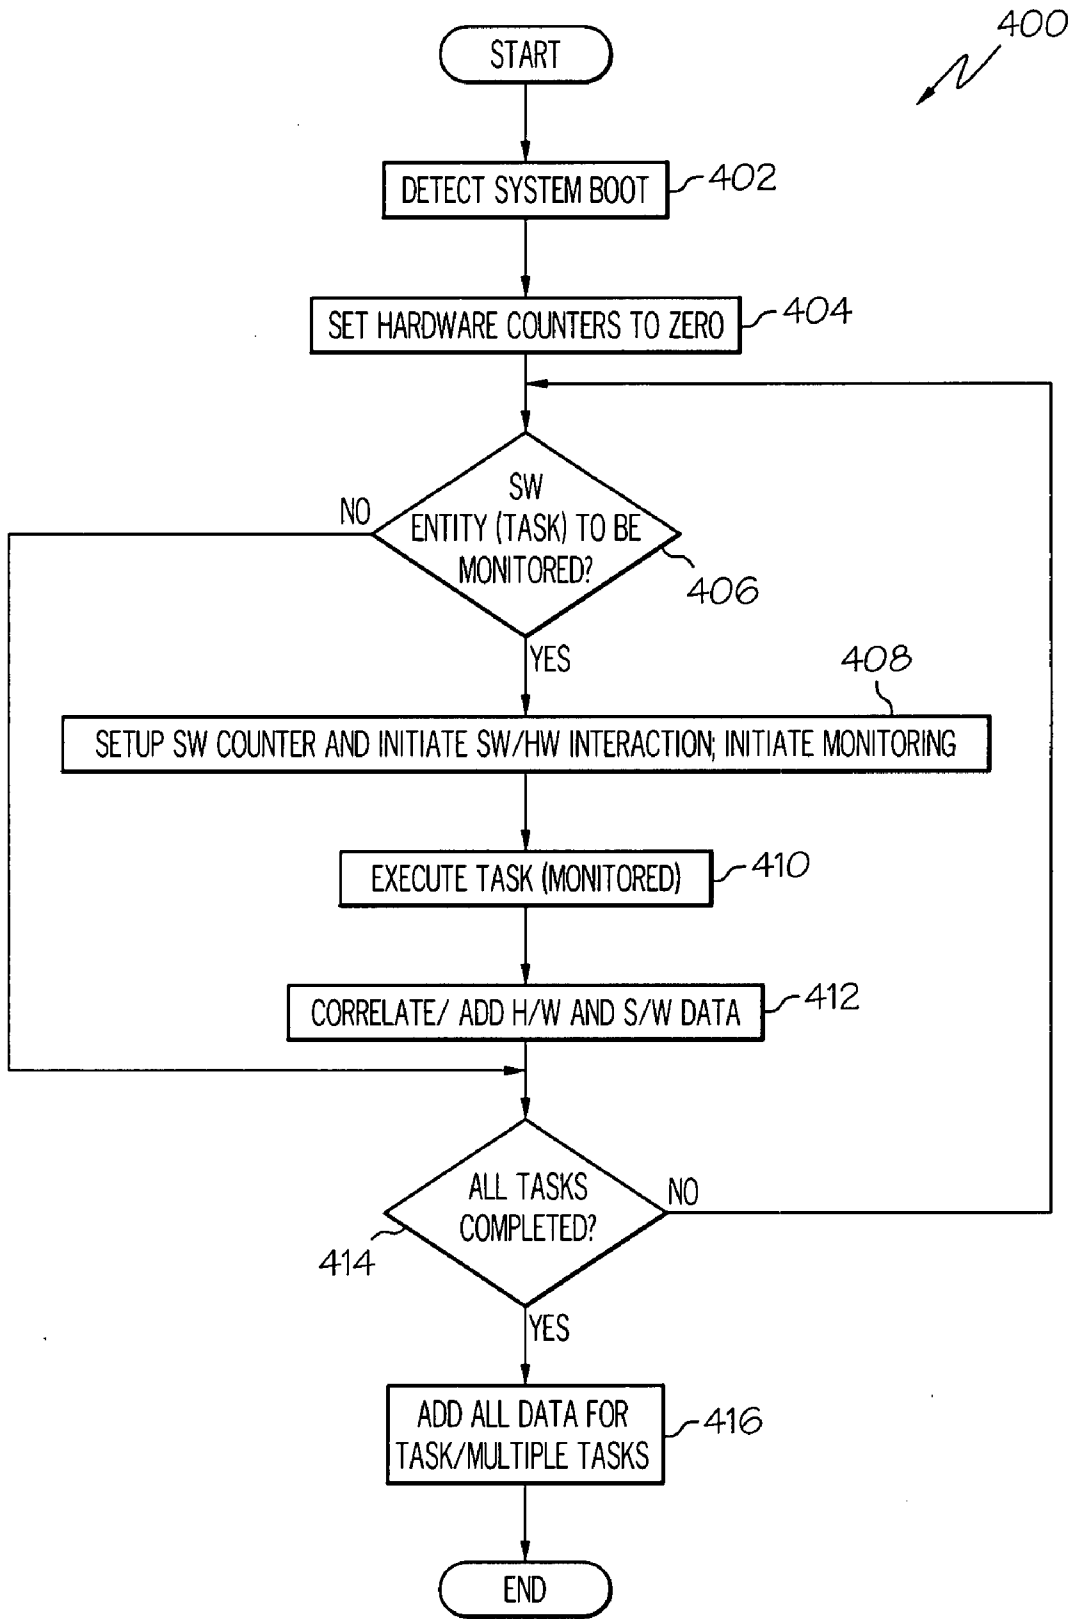 400
START
DETECT SYSTEM BOOT
402
SET HARDWARE COUNTERS TO ZERO
404
SW
ENTITY (TASK) TO BE
MONITORED?
NO
406
YES
408
SETUP SW COUNTER AND INITIATE SW/HW INTERACTION; INITIATE MONITORING
EXECUTE TASK (MONITORED)
410
CORRELATE/ ADD H/W AND S/W DATA
412
ALL TASKS
COMPLETED?
NO
414
YES
ADD ALL DATA FOR
TASK/MULTIPLE TASKS
416
END